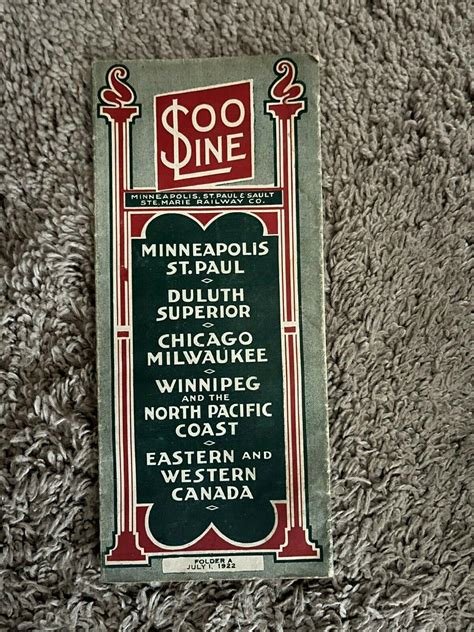 $OO
LINE
MINNEAPOLIS, ST. PAUL & SAULT
STE. MARIE RAILWAY CO.
MINNEAPOLIS
ST. PAUL
DULUTH
SUPERIOR
CHICAGO
MILWAUKEE
WINNIPEG
AND THE
NORTH PACIFIC
COAST
EASTERN AND
WESTERN
CANADA
FOLDER A
JULY 1, 1922